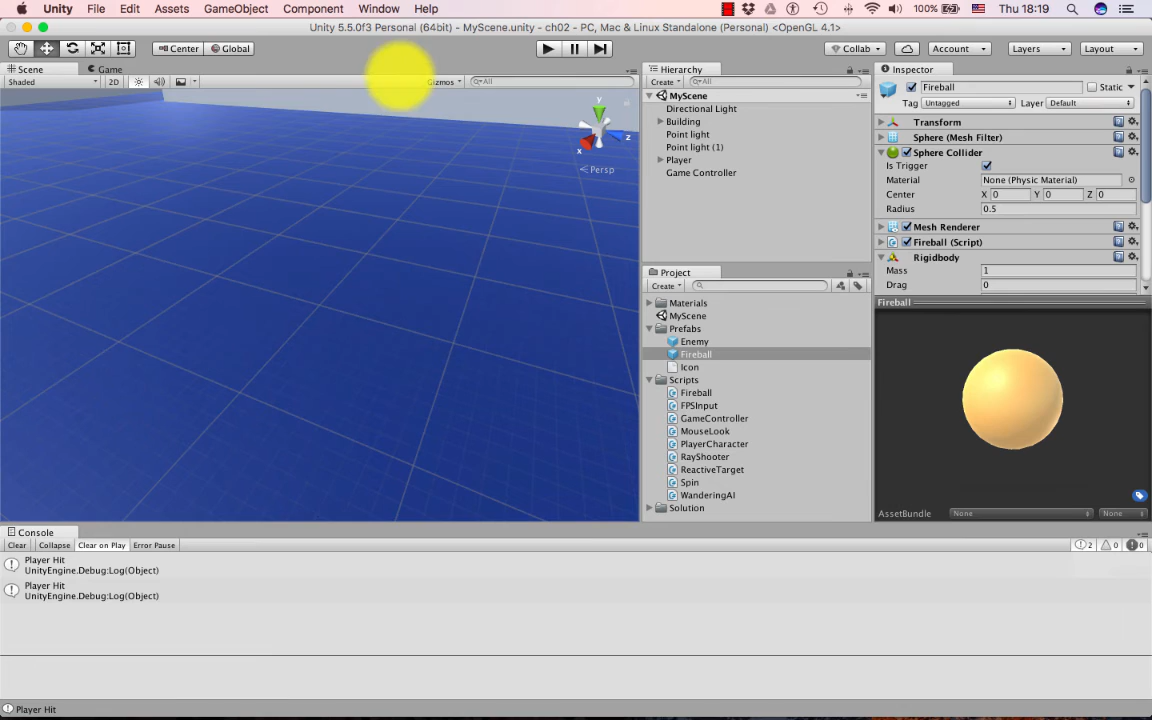 Unity File Edit Assets GameObject Component Window Help 100% Thu 18:19
Unity 5.5.0f3 Personal (64bit) - MyScene.unity - ch02 - PC, Mac & Linux Standalone (Personal) <OpenGL 4.1>
Center Global Collab Account Layers Layout
Scene Game
Shaded 2D Gizmos All
Hierarchy
Create All
MyScene
Directional Light
Building
Point light
Point light (1)
Player
Game Controller
y
z
x
Persp
Project
Create
Materials
MyScene
Prefabs
Enemy
Fireball
Icon
Scripts
Fireball
FPSInput
GameController
MouseLook
PlayerCharacter
RayShooter
ReactiveTarget
Spin
WanderingAI
Solution
Inspector
Fireball Static
Tag Untagged Layer Default
Transform
Sphere (Mesh Filter)
Sphere Collider
Is Trigger
Material None (Physic Material)
Center X 0 Y 0 Z 0
Radius 0.5
Mesh Renderer
Fireball (Script)
Rigidbody
Mass 1
Drag 0
Fireball
AssetBundle None None
Console
Clear Collapse Clear on Play Error Pause 2 0 0
Player Hit
UnityEngine.Debug:Log(Object)
Player Hit
UnityEngine.Debug:Log(Object)
Player Hit